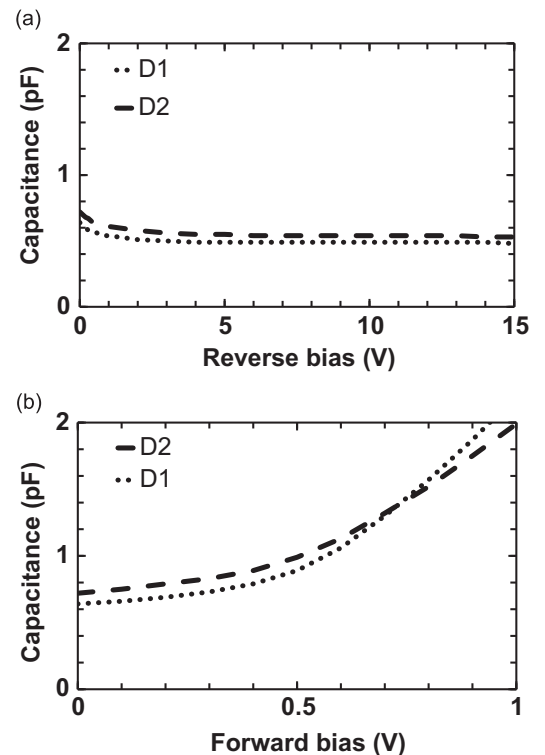 (a)
2
D1
D2
1
Capacitance (pF)
0
0 5 10 15
Reverse bias (V)
(b)
2
D2
D1
1
Capacitance (pF)
0
0 0.5 1
Forward bias (V)